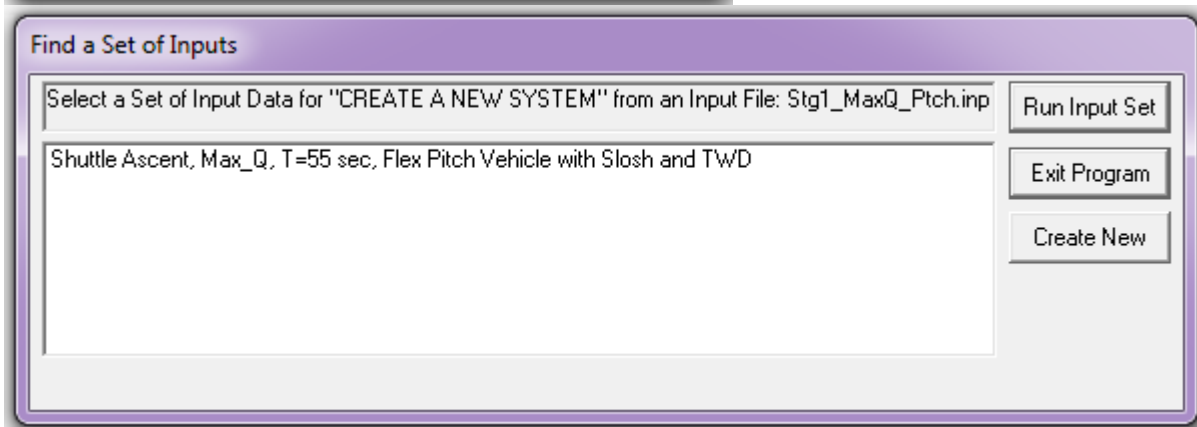 Find a Set of Inputs
Select a Set of Input Data for "CREATE A NEW SYSTEM" from an Input File: Stg1_MaxQ_Ptch.inp
Run Input Set
Shuttle Ascent, Max_Q, T=55 sec, Flex Pitch Vehicle with Slosh and TWD
Exit Program
Create New